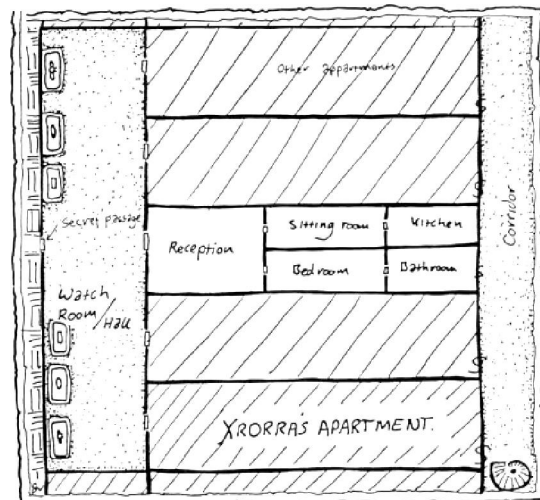 Other appartments
Secret passage
Sitting room
Kitchen
Reception
Bedroom
Bathroom
Corridor
Watch
Room
/Hall
XRORRA'S APARTMENT.